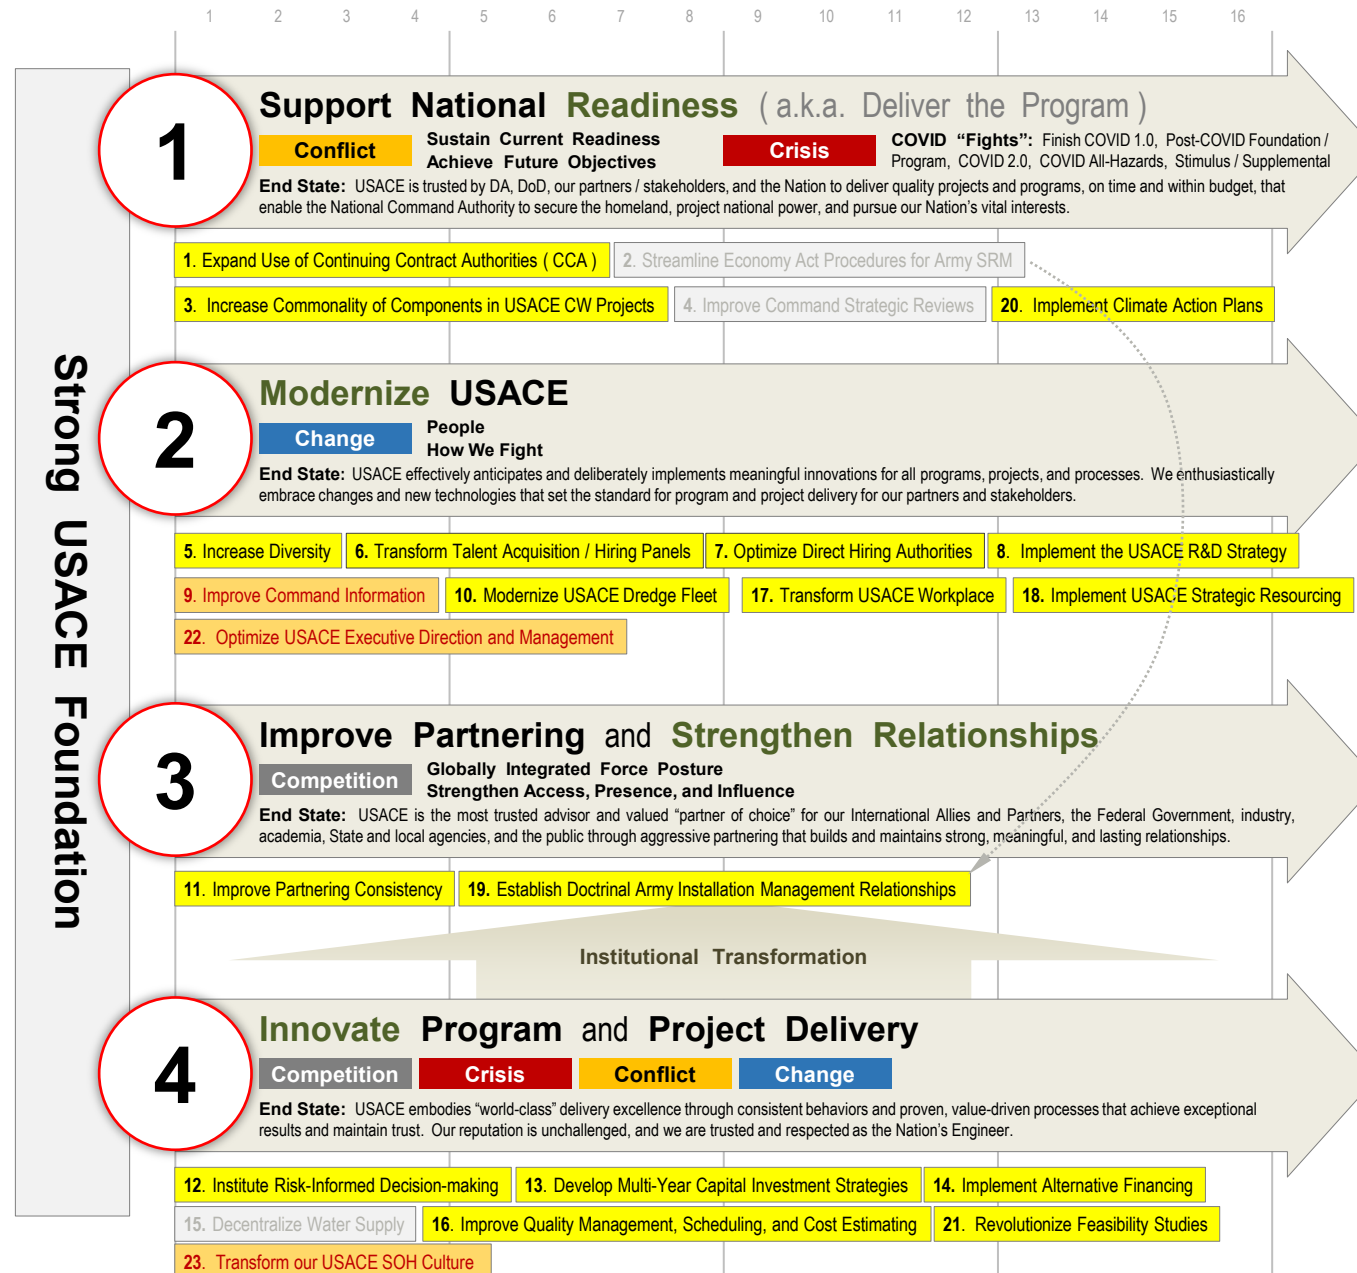 1 2 3 4 5 6 7 8 9 10 11 12 13 14 15 16
Strong USACE Foundation
1
Support National Readiness ( a.k.a. Deliver the Program )
Conflict
Sustain Current Readiness
Achieve Future Objectives
Crisis
COVID “Fights”: Finish COVID 1.0, Post-COVID Foundation /
Program, COVID 2.0, COVID All-Hazards, Stimulus / Supplemental
End State: USACE is trusted by DA, DoD, our partners / stakeholders, and the Nation to deliver quality projects and programs, on time and within budget, that
enable the National Command Authority to secure the homeland, project national power, and pursue our Nation’s vital interests.
1. Expand Use of Continuing Contract Authorities ( CCA )
2. Streamline Economy Act Procedures for Army SRM
3. Increase Commonality of Components in USACE CW Projects
4. Improve Command Strategic Reviews
20. Implement Climate Action Plans
2
Modernize USACE
Change
People
How We Fight
End State: USACE effectively anticipates and deliberately implements meaningful innovations for all programs, projects, and processes. We enthusiastically
embrace changes and new technologies that set the standard for program and project delivery for our partners and stakeholders.
5. Increase Diversity
6. Transform Talent Acquisition / Hiring Panels
7. Optimize Direct Hiring Authorities
8. Implement the USACE R&D Strategy
9. Improve Command Information
10. Modernize USACE Dredge Fleet
17. Transform USACE Workplace
18. Implement USACE Strategic Resourcing
22. Optimize USACE Executive Direction and Management
3
Improve Partnering and Strengthen Relationships
Competition
Globally Integrated Force Posture
Strengthen Access, Presence, and Influence
End State: USACE is the most trusted advisor and valued “partner of choice” for our International Allies and Partners, the Federal Government, industry,
academia, State and local agencies, and the public through aggressive partnering that builds and maintains strong, meaningful, and lasting relationships.
11. Improve Partnering Consistency
19. Establish Doctrinal Army Installation Management Relationships
Institutional Transformation
4
Innovate Program and Project Delivery
Competition
Crisis
Conflict
Change
End State: USACE embodies “world-class” delivery excellence through consistent behaviors and proven, value-driven processes that achieve exceptional
results and maintain trust. Our reputation is unchallenged, and we are trusted and respected as the Nation’s Engineer.
12. Institute Risk-Informed Decision-making
13. Develop Multi-Year Capital Investment Strategies
14. Implement Alternative Financing
15. Decentralize Water Supply
16. Improve Quality Management, Scheduling, and Cost Estimating
21. Revolutionize Feasibility Studies
23. Transform our USACE SOH Culture